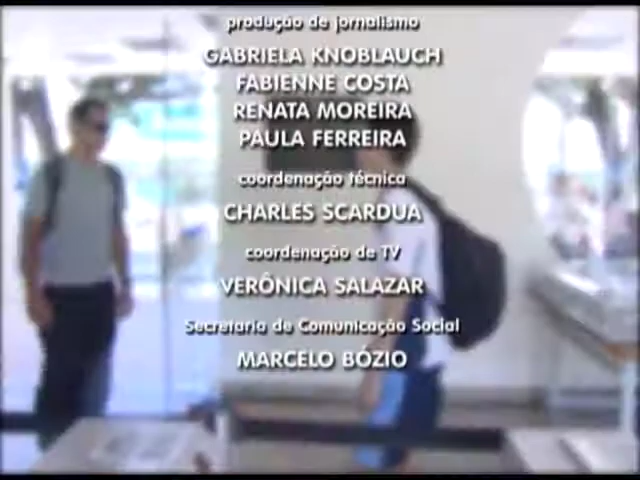 produção de jornalismo
GABRIELA KNOBLAUCH
FABIENNE COSTA
RENATA MOREIRA
PAULA FERREIRA
coordenação técnica
CHARLES SCARDUA
coordenação de TV
VERÔNICA SALAZAR
Secretaria de Comunicação Social
MARCELO BÓZIO